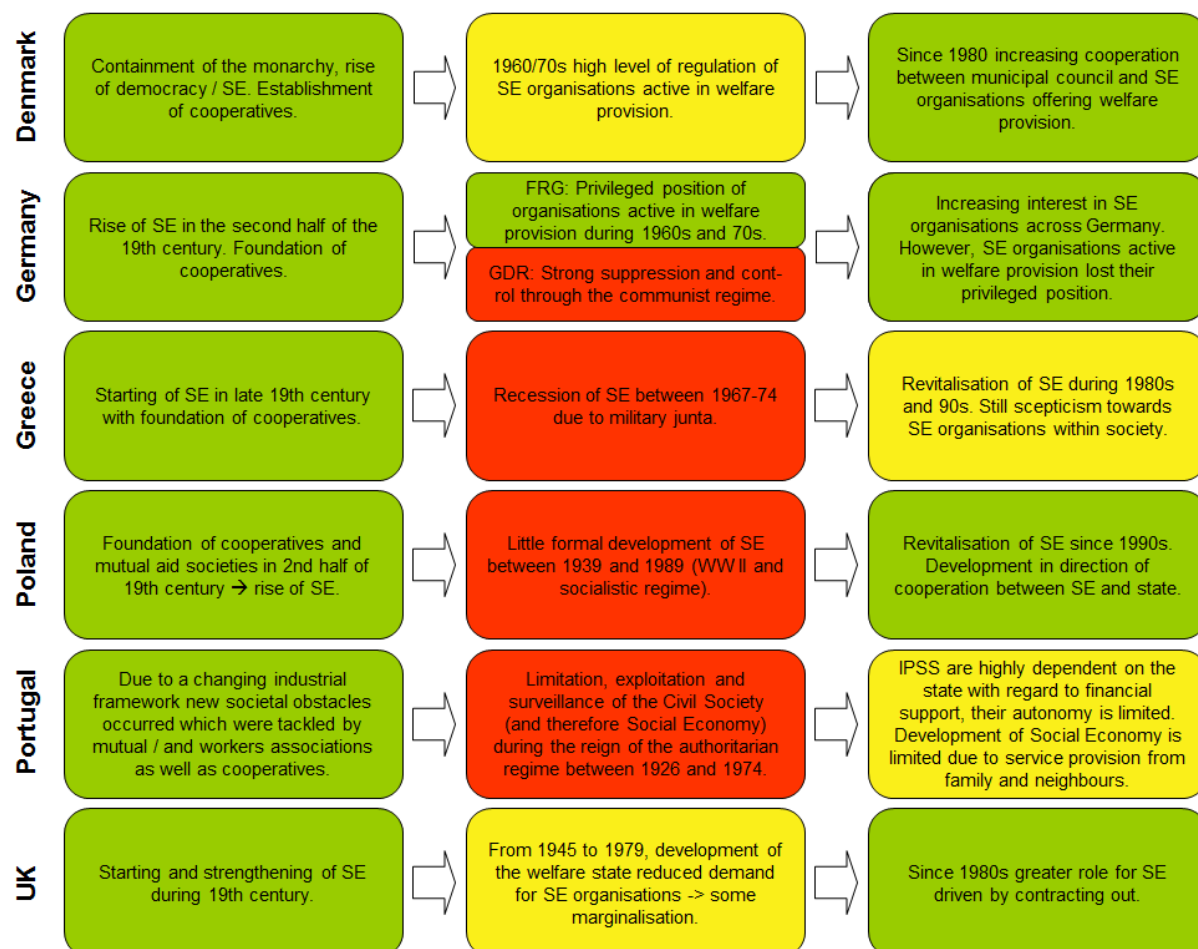 Denmark
Containment of the monarchy, rise
of democracy / SE. Establishment
of cooperatives.
1960/70s high level of regulation of
SE organisations active in welfare
provision.
Since 1980 increasing cooperation
between municipal council and SE
organisations offering welfare
provision.
Germany
Rise of SE in the second half of the
19th century. Foundation of
cooperatives.
FRG: Privileged position of
organisations active in welfare
provision during 1960s and 70s.
GDR: Strong suppression and cont-
rol through the communist regime.
Increasing interest in SE
organisations across Germany.
However, SE organisations active
in welfare provision lost their
privileged position.
Greece
Starting of SE in late 19th century
with foundation of cooperatives.
Recession of SE between 1967-74
due to military junta.
Revitalisation of SE during 1980s
and 90s. Still scepticism towards
SE organisations within society.
Poland
Foundation of cooperatives and
mutual aid societies in 2nd half of
19th century → rise of SE.
Little formal development of SE
between 1939 and 1989 (WW II and
socialistic regime).
Revitalisation of SE since 1990s.
Development in direction of
cooperation between SE and state.
Portugal
Due to a changing industrial
framework new societal obstacles
occurred which were tackled by
mutual / and workers associations
as well as cooperatives.
Limitation, exploitation and
surveillance of the Civil Society
(and therefore Social Economy)
during the reign of the authoritarian
regime between 1926 and 1974.
IPSS are highly dependent on the
state with regard to financial
support, their autonomy is limited.
Development of Social Economy is
limited due to service provision from
family and neighbours.
UK
Starting and strengthening of SE
during 19th century.
From 1945 to 1979, development of
the welfare state reduced demand
for SE organisations -> some
marginalisation.
Since 1980s greater role for SE
driven by contracting out.